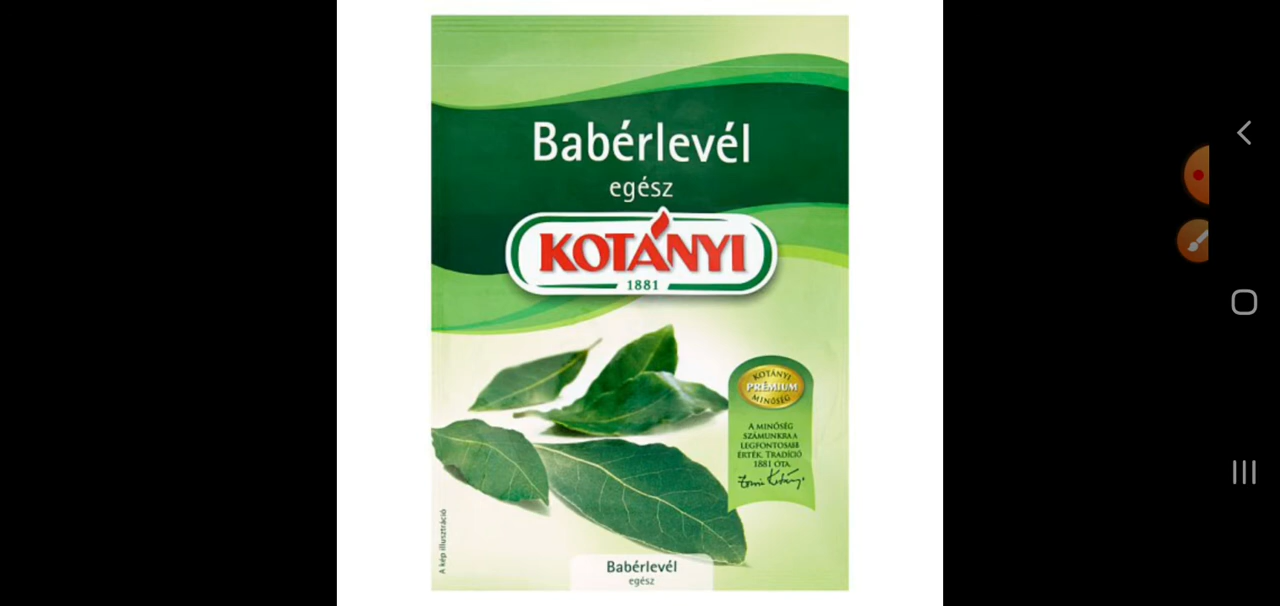 Babérlevél
egész
KOTÁNYI
1881
KOTÁNYI
PRÉMIUM
MINŐSÉG
A MINŐSÉG
SZÁMUNKRA A
LEGFONTOSABB
ÉRTÉK. TRADÍCIÓ
1881 ÓTA.
A kép illusztráció
Babérlevél
egész